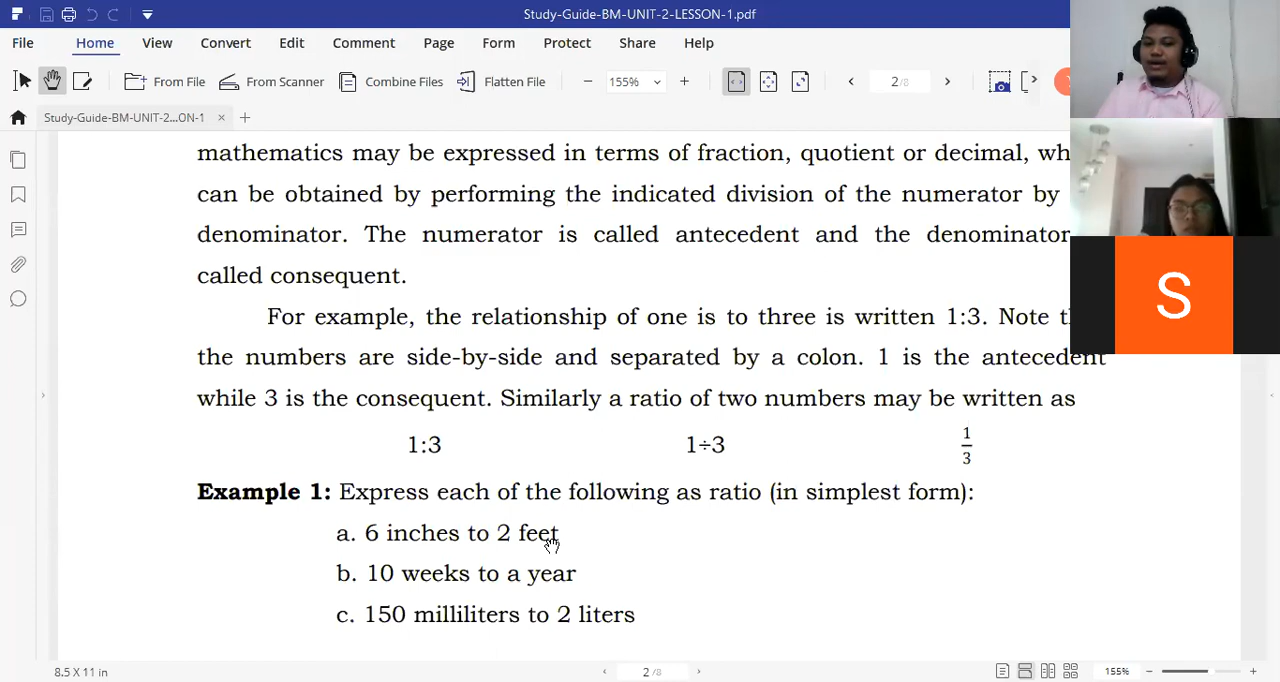 Study-Guide-BM-UNIT-2-LESSON-1.pdf
File Home View Convert Edit Comment Page Form Protect Share Help
From File From Scanner Combine Files Flatten File 155% 2/8
Study-Guide-BM-UNIT-2...ON-1
mathematics may be expressed in terms of fraction, quotient or decimal,
can be obtained by performing the indicated division of the numerator by
denominator. The numerator is called antecedent and the denominator
called consequent.
For example, the relationship of one is to three is written 1:3. Note
the numbers are side-by-side and separated by a colon. 1 is the antecedent
while 3 is the consequent. Similarly a ratio of two numbers may be written as
1:3 1÷3 1/3
Example 1: Express each of the following as ratio (in simplest form):
a. 6 inches to 2 feet
b. 10 weeks to a year
c. 150 milliliters to 2 liters
S
8.5 X 11 in 2/8 155%